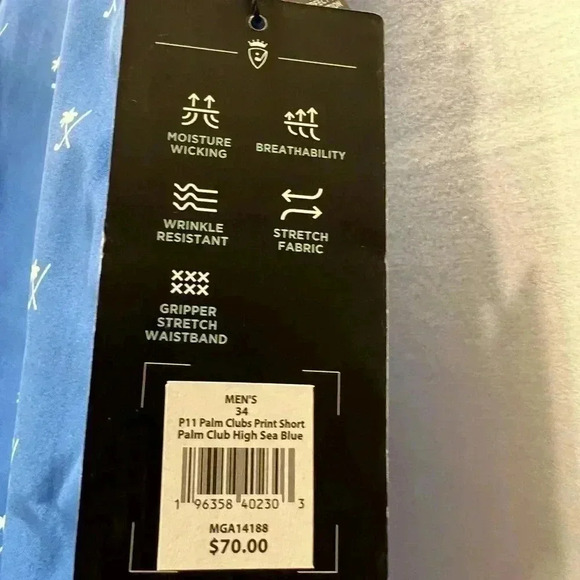 MOISTURE
WICKING
BREATHABILITY
WRINKLE
RESISTANT
STRETCH
FABRIC
GRIPPER
STRETCH
WAISTBAND
MEN'S
34
P11 Palm Clubs Print Short
Palm Club High Sea Blue
1 96358 40230 3
MGA14188
$70.00